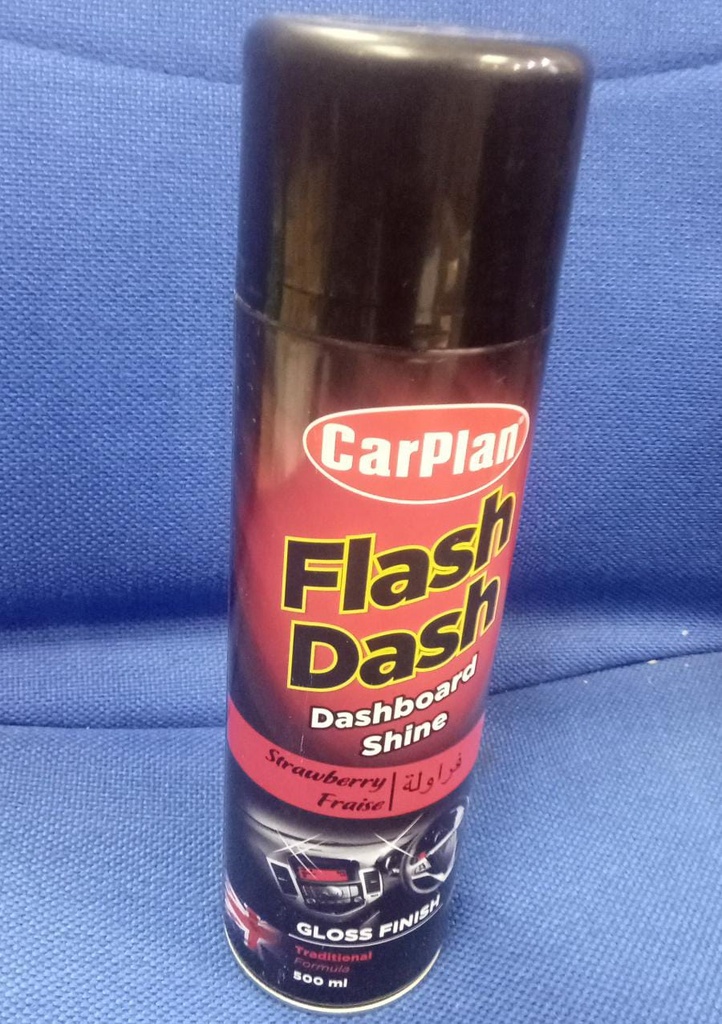 CarPlan®
Flash
Dash
Dashboard
Shine
Strawberry
Fraise
فراولة
GLOSS FINISH
Traditional
Formula
500 ml